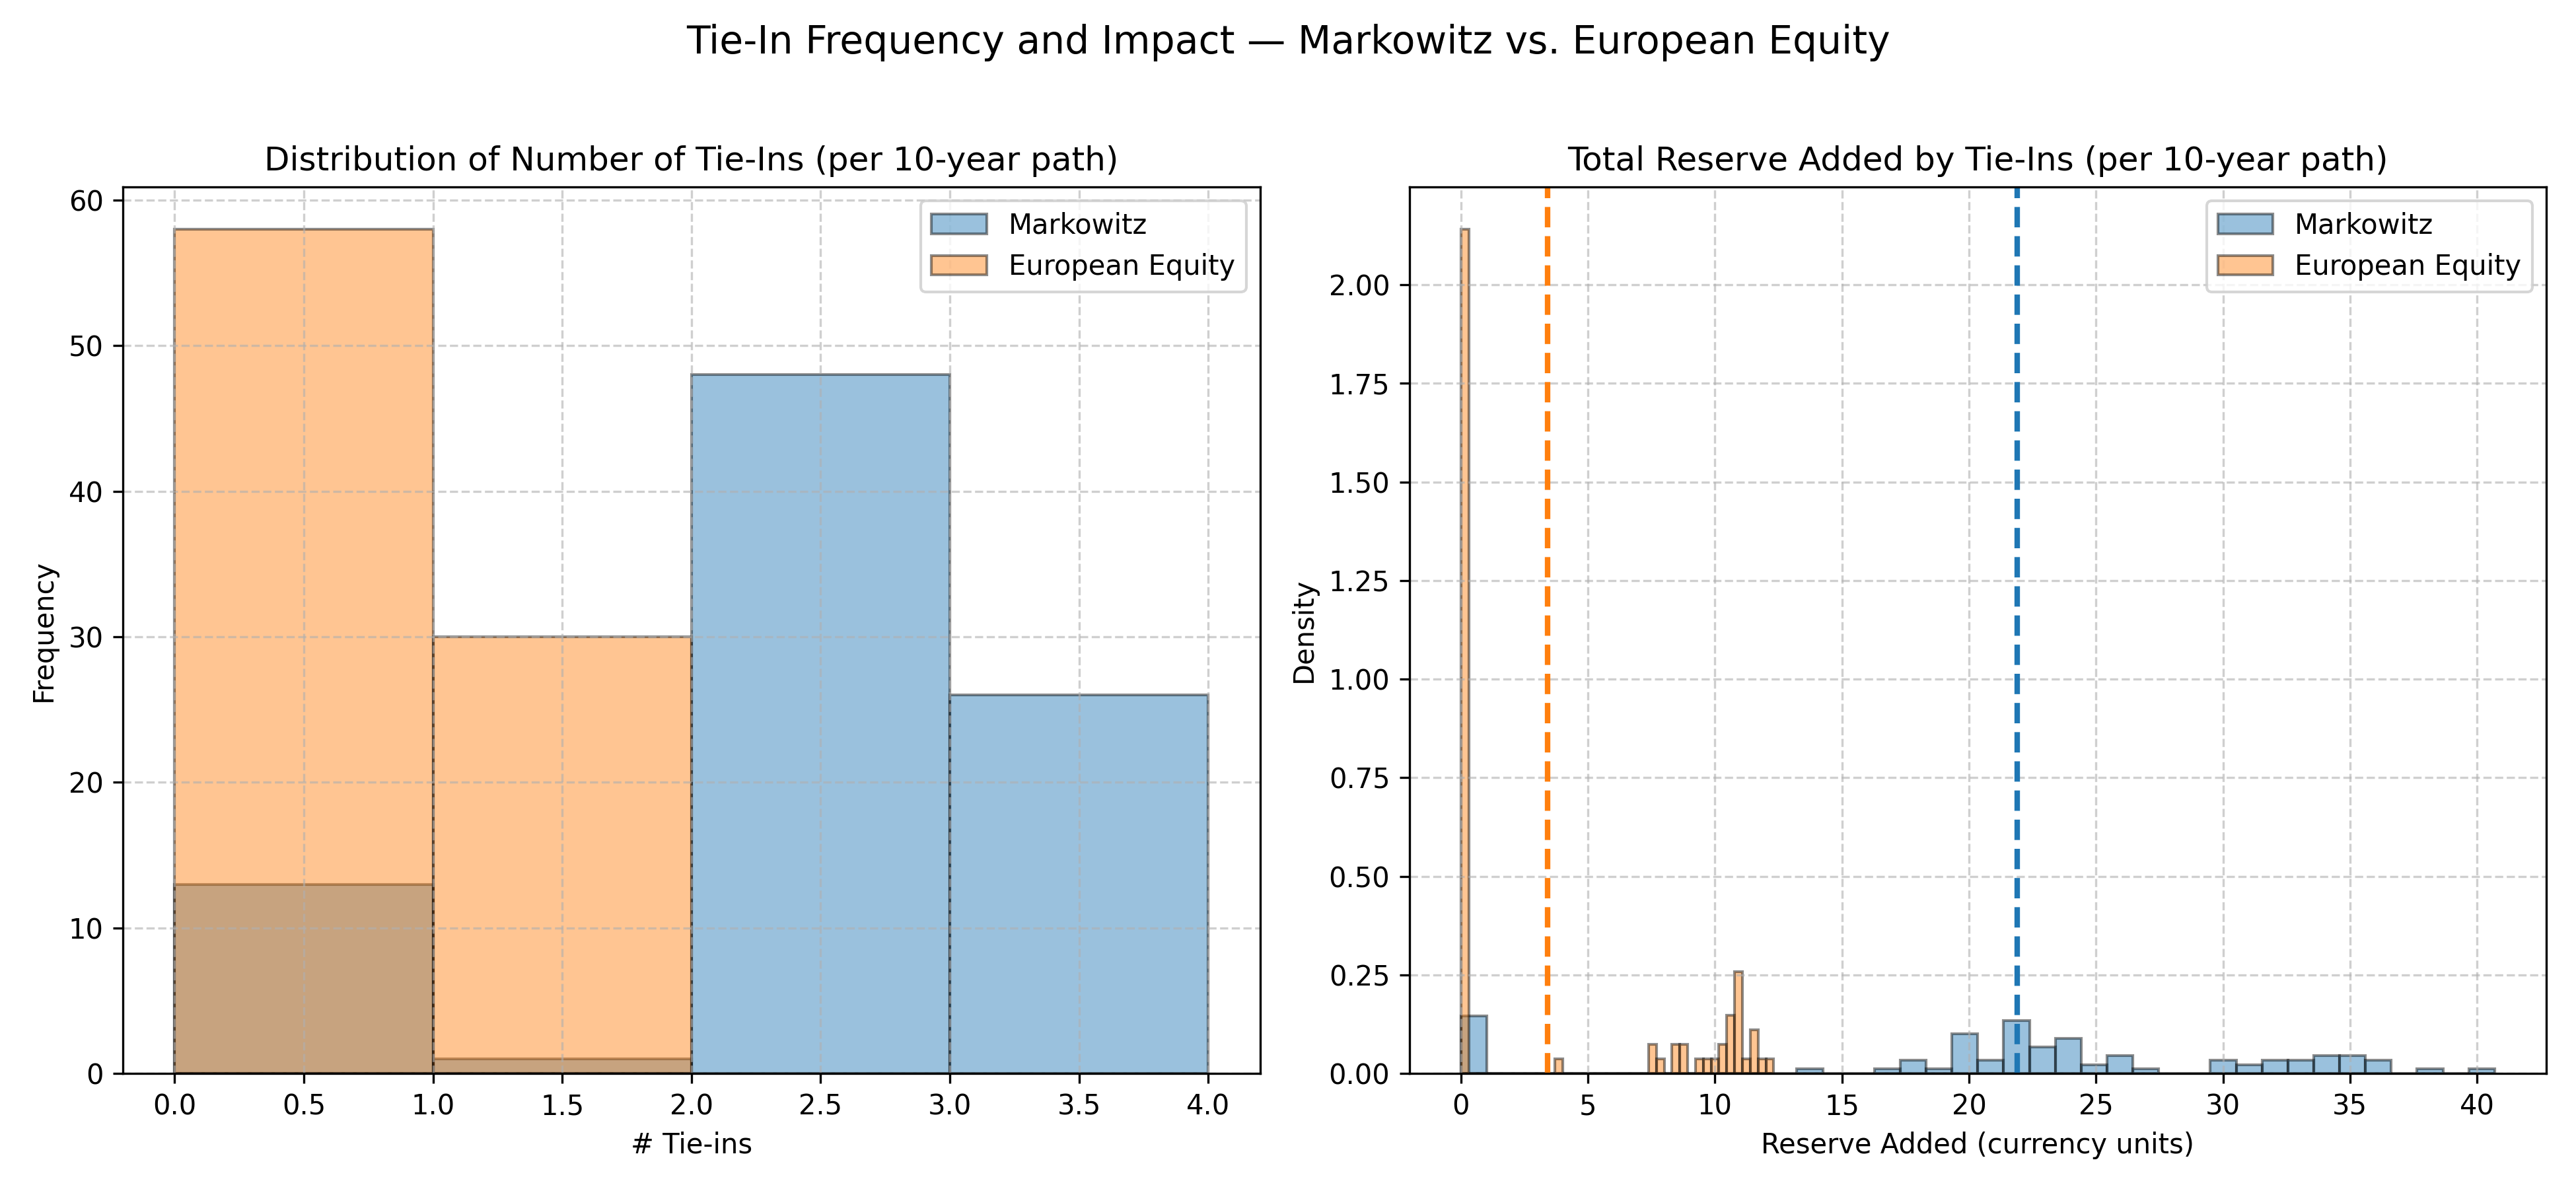 Tie-In Frequency and Impact — Markowitz vs. European Equity
Distribution of Number of Tie-Ins (per 10-year path)
60
50
40
30
20
10
0
Frequency
Markowitz
European Equity
0.0 0.5 1.0 1.5 2.0 2.5 3.0 3.5 4.0
# Tie-ins
Total Reserve Added by Tie-Ins (per 10-year path)
2.00
1.75
1.50
1.25
1.00
0.75
0.50
0.25
0.00
Density
Markowitz
European Equity
0 5 10 15 20 25 30 35 40
Reserve Added (currency units)